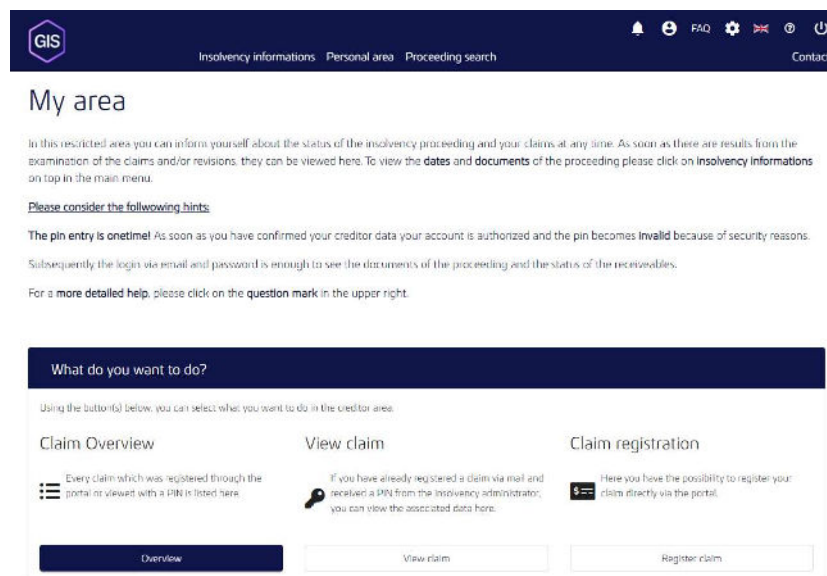 GIS
FAQ
Insolvency informations Personal area Proceeding search
Contact
My area
In this restricted area you can inform yourself about the status of the insolvency proceeding and your claims at any time. As soon as there are results from the
examination of the claims and/or revisions, they can be viewed here. To view the dates and documents of the proceeding please click on insolvency informations
on top in the main menu.
Please consider the follwowing hints:
The pin entry is onetime! As soon as you have confirmed your creditor data your account is authorized and the pin becomes invalid because of security reasons.
Subsequently the login via email and password is enough to see the documents of the proceeding and the status of the receiveables.
For a more detailed help, please click on the question mark in the upper right.
What do you want to do?
Using the button(s) below, you can select what you want to do in the creditor area.
Claim Overview
Every claim which was registered through the
portal or viewed with a PIN is listed here.
Overview
View claim
If you have already registered a claim via mail and
received a PIN from the insolvency administrator,
you can view the associated data here.
View claim
Claim registration
Here you have the possibility to register your
claim directly via the portal.
Register claim